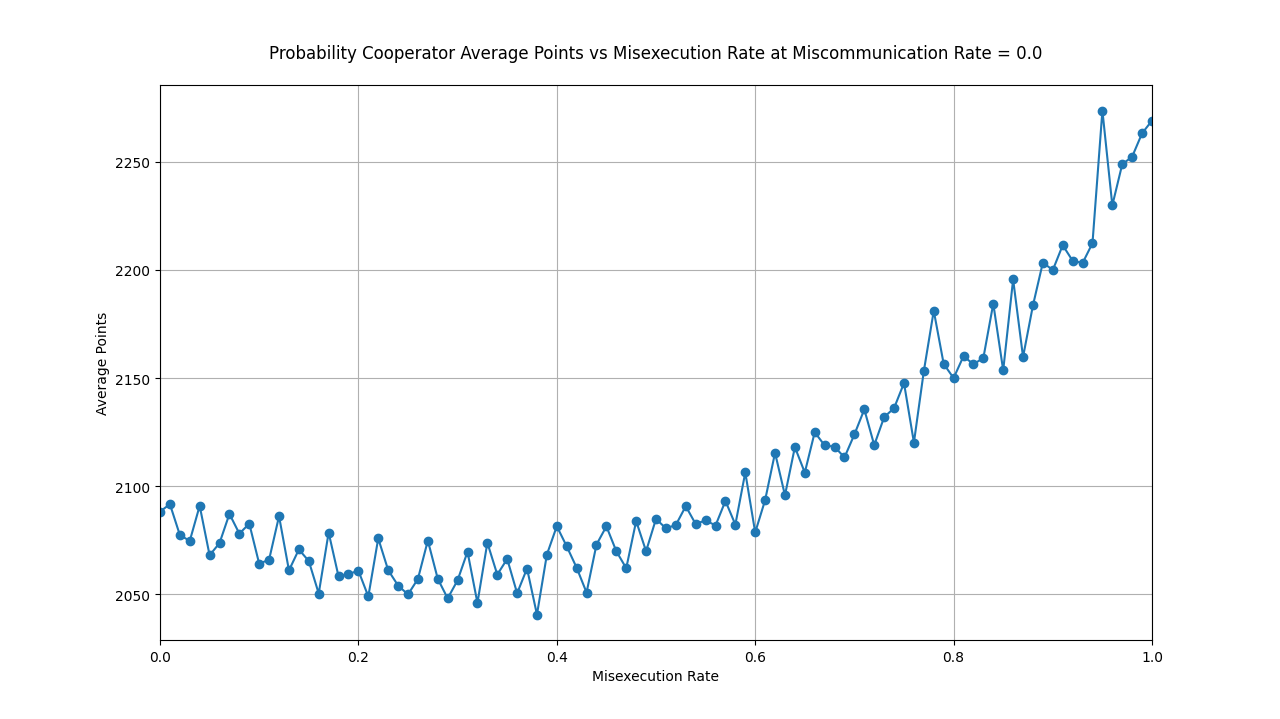 Probability Cooperator Average Points vs Misexecution Rate at Miscommunication Rate = 0.0
2250
2200
2150
2100
2050
Average Points
0.0 0.2 0.4 0.6 0.8 1.0
Misexecution Rate